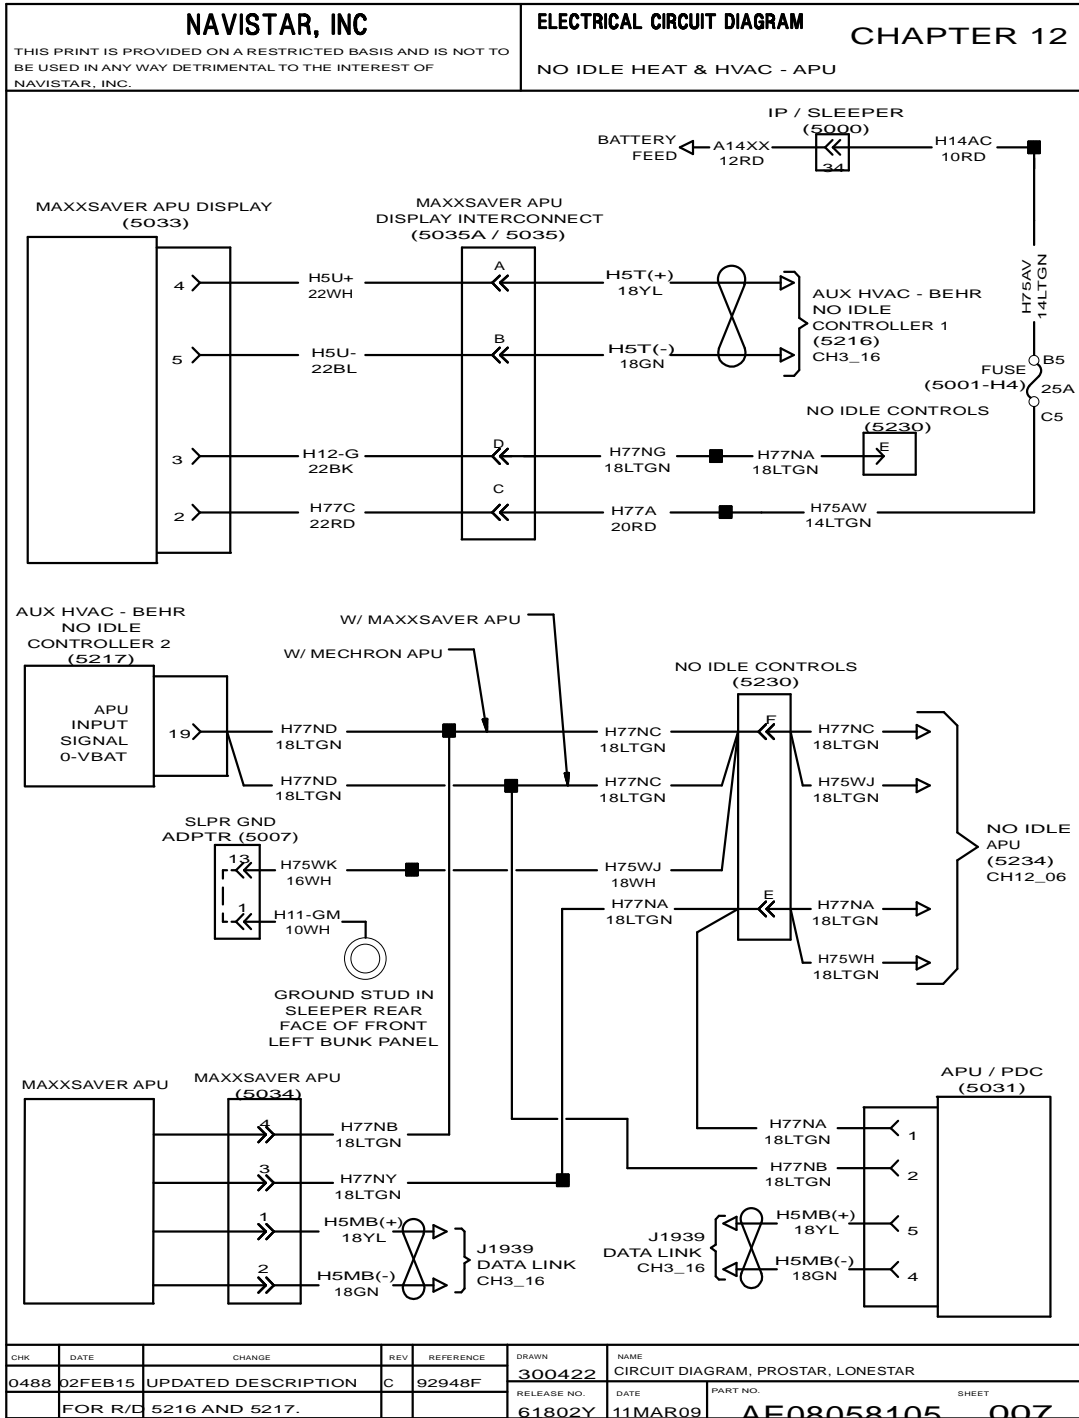 NAVISTAR, INC
THIS PRINT IS PROVIDED ON A RESTRICTED BASIS AND IS NOT TO
BE USED IN ANY WAY DETRIMENTAL TO THE INTEREST OF
NAVISTAR, INC.
ELECTRICAL CIRCUIT DIAGRAM
CHAPTER 12
NO IDLE HEAT & HVAC - APU
IP / SLEEPER
(5000)
BATTERY
FEED
A14XX
12RD
34
H14AC
10RD
MAXXSAVER APU DISPLAY
(5033)
MAXXSAVER APU
DISPLAY INTERCONNECT
(5035A / 5035)
4
H5U+
22WH
A
H5T(+)
18YL
5
H5U-
22BL
B
H5T(-)
18GN
AUX HVAC - BEHR
NO IDLE
CONTROLLER 1
(5216)
CH3_16
H75AV
14LTGN
B5
FUSE
(5001-H4)
25A
C5
NO IDLE CONTROLS
(5230)
E
3
H12-G
22BK
D
H77NG
18LTGN
H77NA
18LTGN
2
H77C
22RD
C
H77A
20RD
H75AW
14LTGN
AUX HVAC - BEHR
NO IDLE
CONTROLLER 2
(5217)
APU
INPUT
SIGNAL
0-VBAT
19
W/ MAXXSAVER APU
W/ MECHRON APU
H77ND
18LTGN
H77ND
18LTGN
H77NC
18LTGN
H77NC
18LTGN
NO IDLE CONTROLS
(5230)
F
H77NC
18LTGN
H75WJ
18LTGN
SLPR GND
ADPTR (5007)
13
H75WK
16WH
H75WJ
18WH
1
H11-GM
10WH
H77NA
18LTGN
E
H77NA
18LTGN
H75WH
18LTGN
NO IDLE
APU
(5234)
CH12_06
GROUND STUD IN
SLEEPER REAR
FACE OF FRONT
LEFT BUNK PANEL
MAXXSAVER APU
MAXXSAVER APU
(5034)
4
H77NB
18LTGN
3
H77NY
18LTGN
1
H5MB(+)
18YL
2
H5MB(-)
18GN
J1939
DATA LINK
CH3_16
APU / PDC
(5031)
H77NA
18LTGN
1
H77NB
18LTGN
2
J1939
DATA LINK
CH3_16
H5MB(+)
18YL
5
H5MB(-)
18GN
4
CHK DATE CHANGE REV REFERENCE
0488 02FEB15 UPDATED DESCRIPTION C 92948F
FOR R/D 5216 AND 5217.
DRAWN
300422
NAME
CIRCUIT DIAGRAM, PROSTAR, LONESTAR
RELEASE NO.
61802Y
DATE
11MAR09
PART NO.
AE08058105
SHEET
007